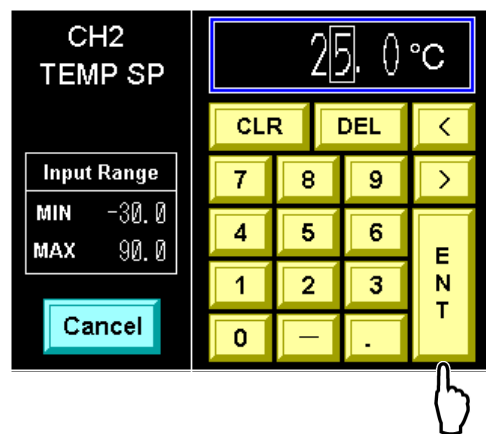 CH2
TEMP SP
25.0 °C
CLR DEL <
Input Range
MIN -30.0
MAX 90.0
7 8 9 >
4 5 6
1 2 3
0 — .
ENT
Cancel